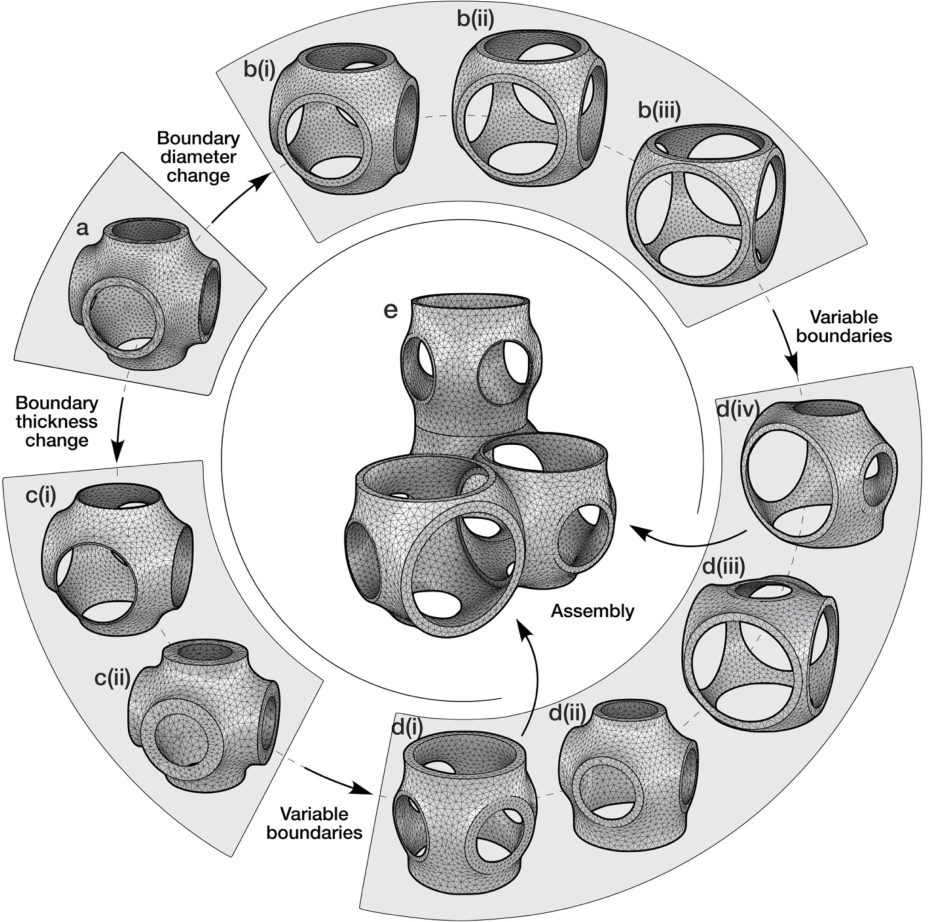 b(ii)
b(i)
b(iii)
Boundary
diameter
change
a
e
Variable
boundaries
Boundary
thickness
change
d(iv)
c(i)
d(iii)
Assembly
c(ii)
d(ii)
d(i)
Variable
boundaries